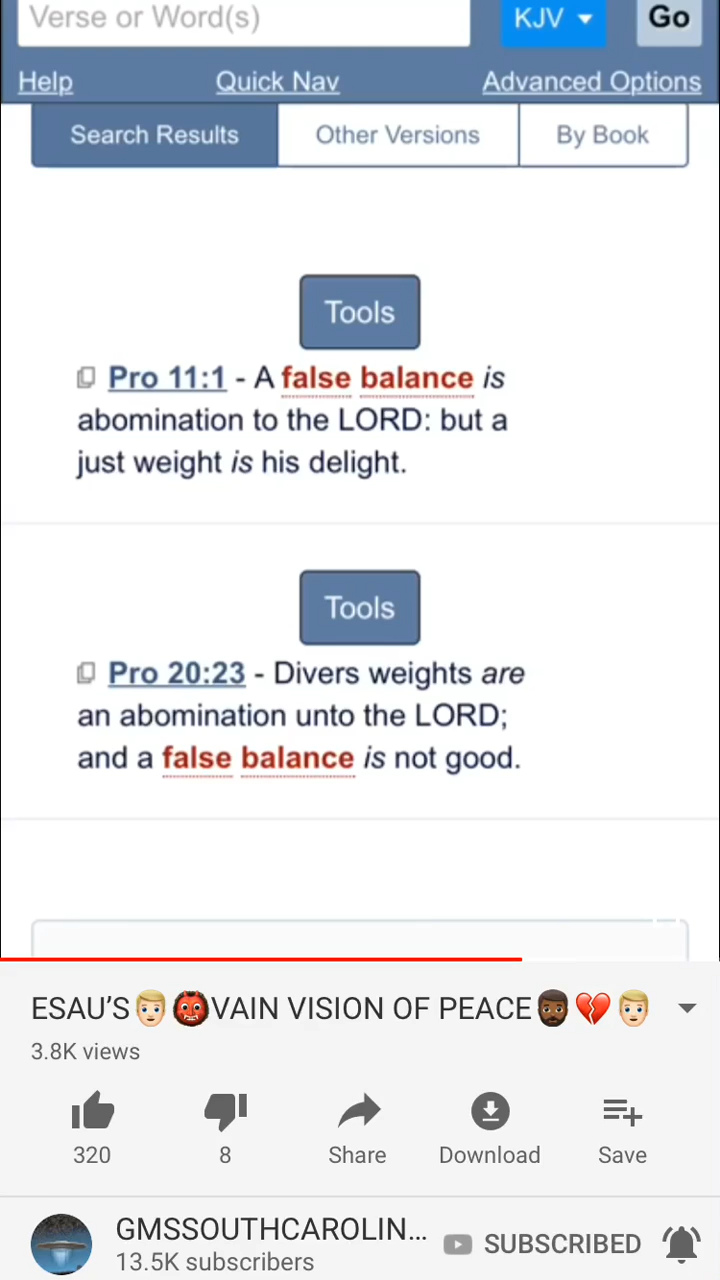 Verse or Word(s) KJV Go
Help Quick Nav Advanced Options
Search Results Other Versions By Book
Tools
Pro 11:1 - A false balance is
abomination to the LORD: but a
just weight is his delight.
Tools
Pro 20:23 - Divers weights are
an abomination unto the LORD;
and a false balance is not good.
ESAU'S👱🏻‍♂️👹VAIN VISION OF PEACE🧔🏾💔👱🏻‍♂️
3.8K views
320 8 Share Download Save
GMSSOUTHCAROLIN... SUBSCRIBED
13.5K subscribers